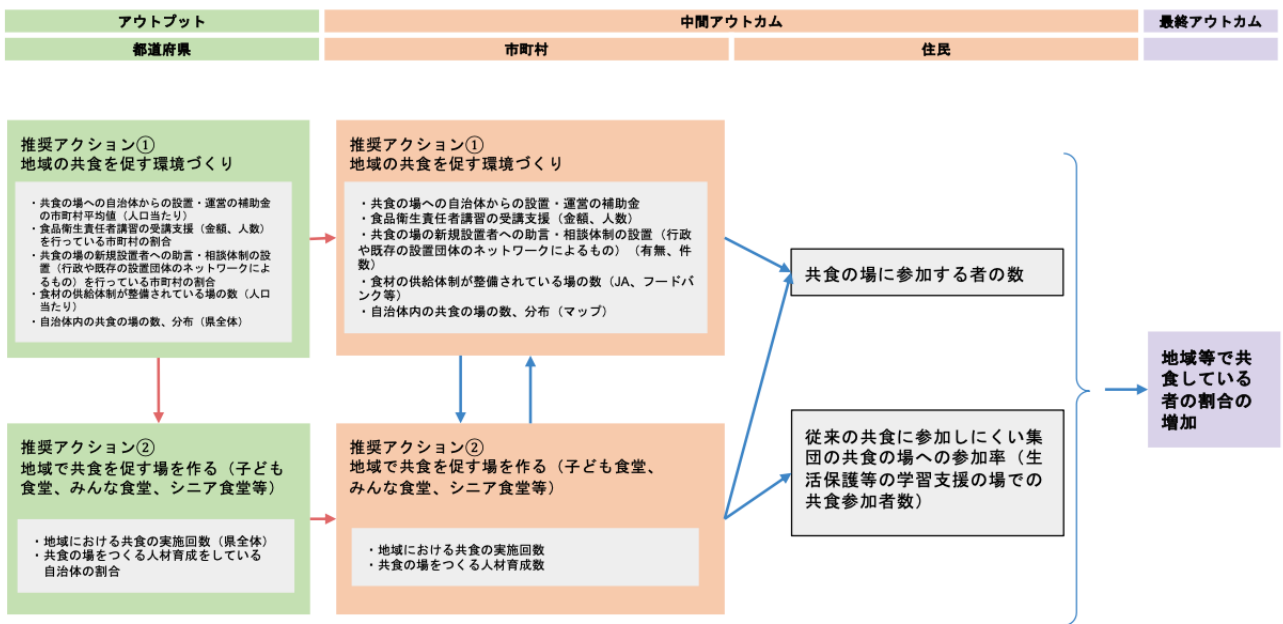 アウトプット
中間アウトカム
最終アウトカム
都道府県
市町村
住民
推奨アクション①
地域の共食を促す環境づくり
・共食の場への自治体からの設置・運営の補助金
の市町村平均値（人口当たり）
・食品衛生責任者講習の受講支援（金額、人数）
を行っている市町村の割合
・共食の場の新規設置者への助言・相談体制の設
置（行政や既存の設置団体のネットワークによ
るもの）を行っている市町村の割合
・食材の供給体制が整備されている場の数（人口
当たり）
・自治体内の共食の場の数、分布（県全体）
推奨アクション①
地域の共食を促す環境づくり
・共食の場への自治体からの設置・運営の補助金
・食品衛生責任者講習の受講支援（金額、人数）
・共食の場の新規設置者への助言・相談体制の設置（行政
や既存の設置団体のネットワークによるもの）（有無、件
数）
・食材の供給体制が整備されている場の数（JA、フードバ
ンク等）
・自治体内の共食の場の数、分布（マップ）
共食の場に参加する者の数
地域等で共
食している
者の割合の
増加
推奨アクション②
地域で共食を促す場を作る（子ども
食堂、みんな食堂、シニア食堂等）
・地域における共食の実施回数（県全体）
・共食の場をつくる人材育成をしている
自治体の割合
推奨アクション②
地域で共食を促す場を作る（子ども食堂、
みんな食堂、シニア食堂等）
・地域における共食の実施回数
・共食の場をつくる人材育成数
従来の共食に参加しにくい集
団の共食の場への参加率（生
活保護等の学習支援の場での
共食参加者数）